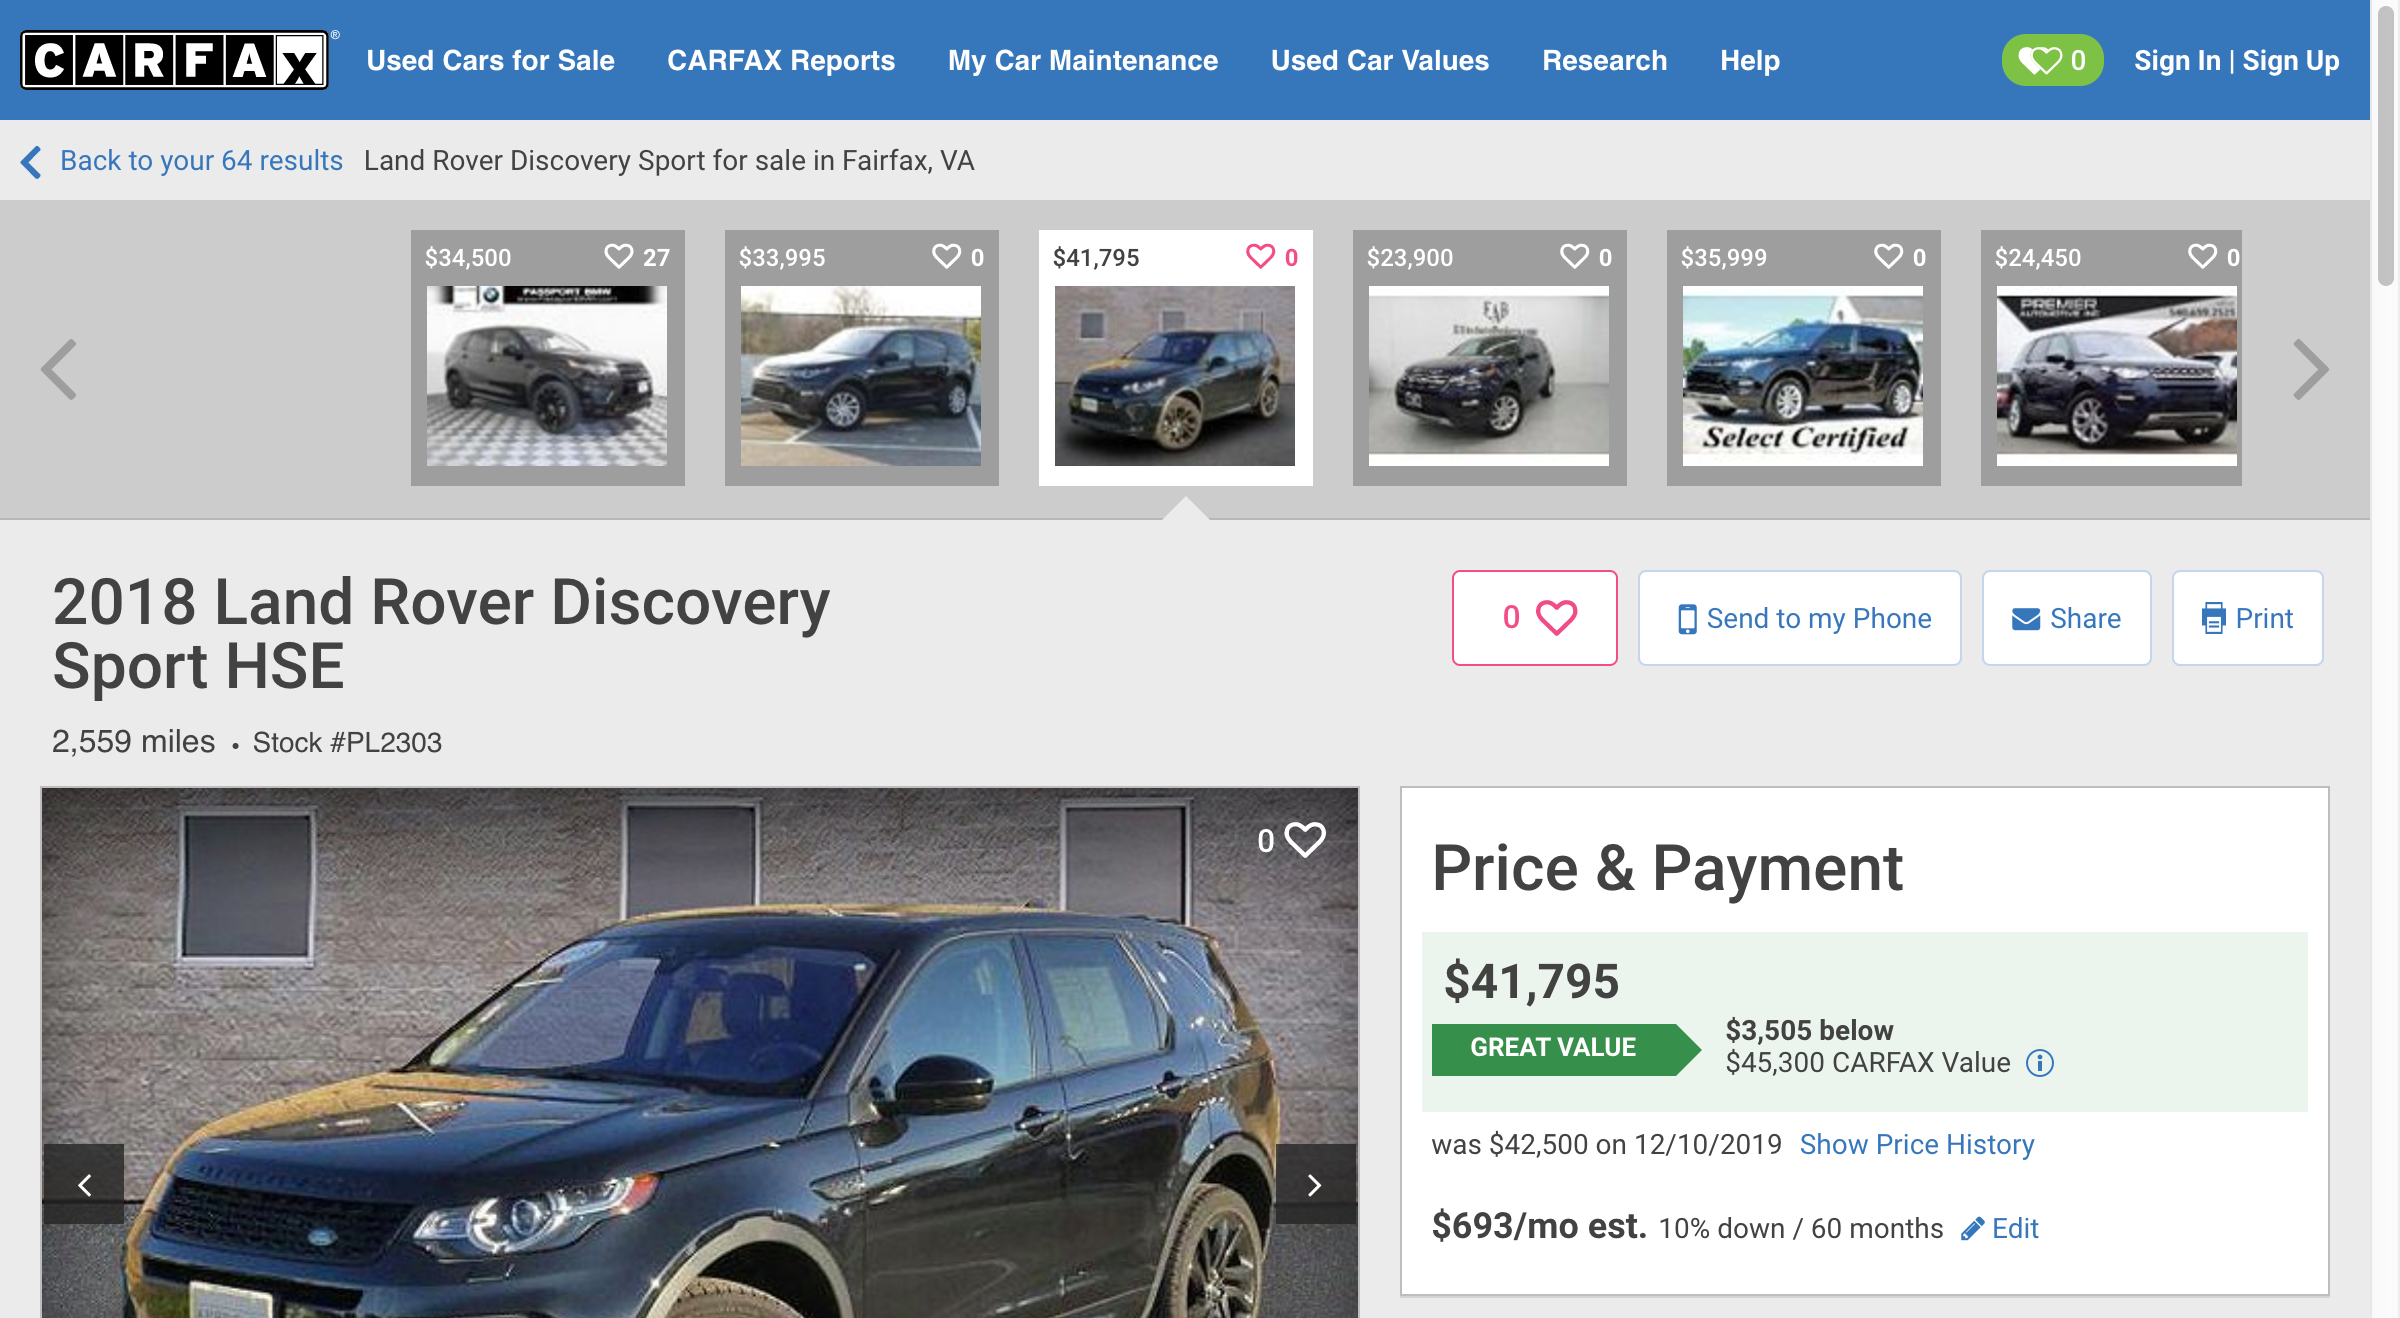 CARFAX®
Used Cars for Sale
CARFAX Reports
My Car Maintenance
Used Car Values
Research
Help
0
Sign In | Sign Up
Back to your 64 results
Land Rover Discovery Sport for sale in Fairfax, VA
$34,500 27
PASSPORT BMW
$33,995 0
$41,795 0
$23,900 0
EAB
$35,999 0
Select Certified
$24,450 0
PREMIER
2018 Land Rover Discovery
Sport HSE
2,559 miles • Stock #PL2303
0
Send to my Phone
Share
Print
0
Price & Payment
$41,795
GREAT VALUE
$3,505 below
$45,300 CARFAX Value
was $42,500 on 12/10/2019 Show Price History
$693/mo est. 10% down / 60 months Edit